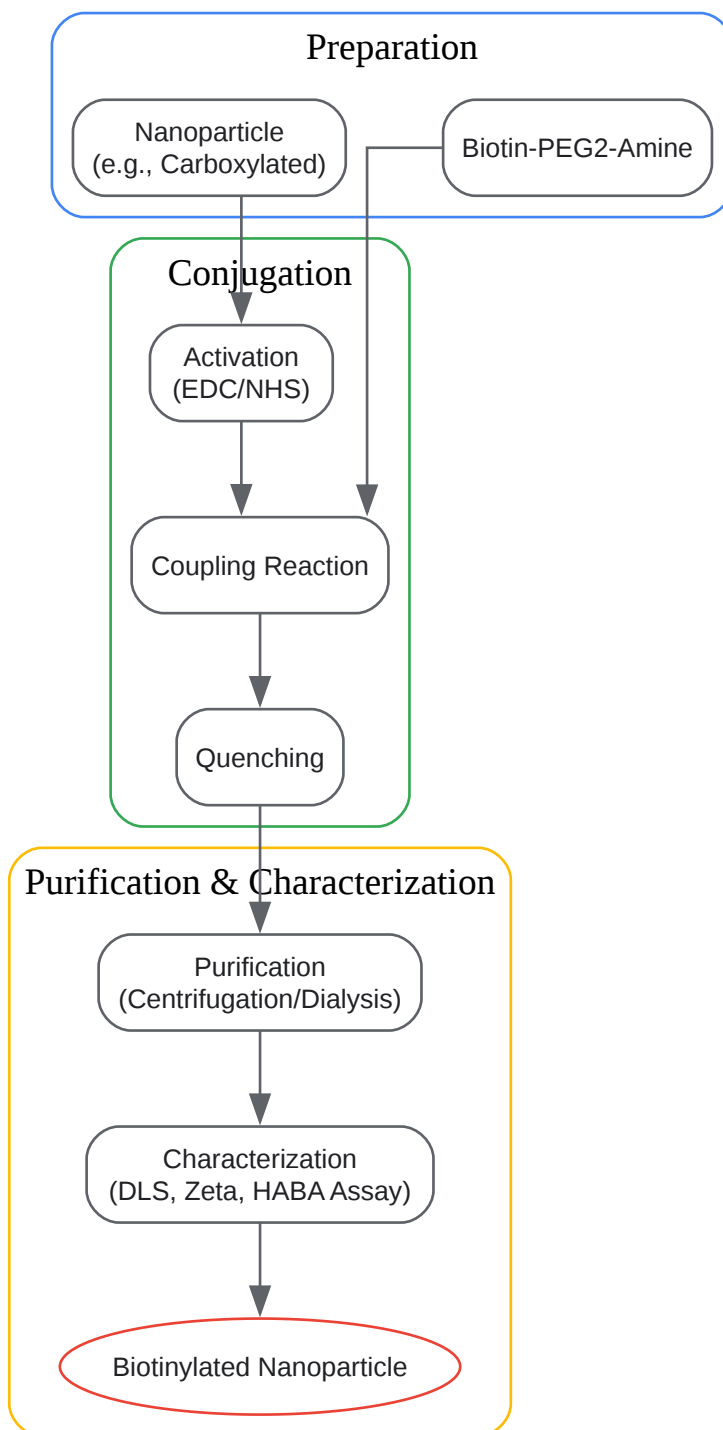 Preparation
Nanoparticle
(e.g., Carboxylated)
Biotin-PEG2-Amine
Conjugation
Activation
(EDC/NHS)
Coupling Reaction
Quenching
Purification & Characterization
Purification
(Centrifugation/Dialysis)
Characterization
(DLS, Zeta, HABA Assay)
Biotinylated Nanoparticle